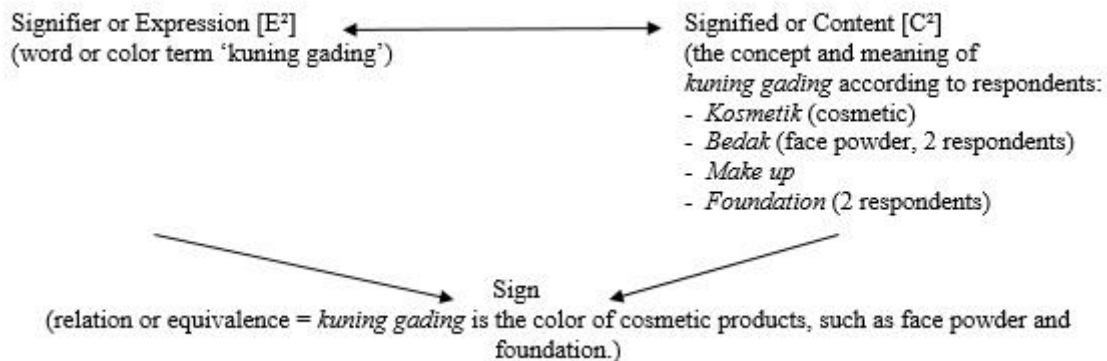 Signifier or Expression [E²]
(word or color term ‘kuning gading’)
Signified or Content [C²]
(the concept and meaning of
kuning gading according to respondents:
- Kosmetik (cosmetic)
- Bedak (face powder, 2 respondents)
- Make up
- Foundation (2 respondents)
Sign
(relation or equivalence = kuning gading is the color of cosmetic products, such as face powder and
foundation.)